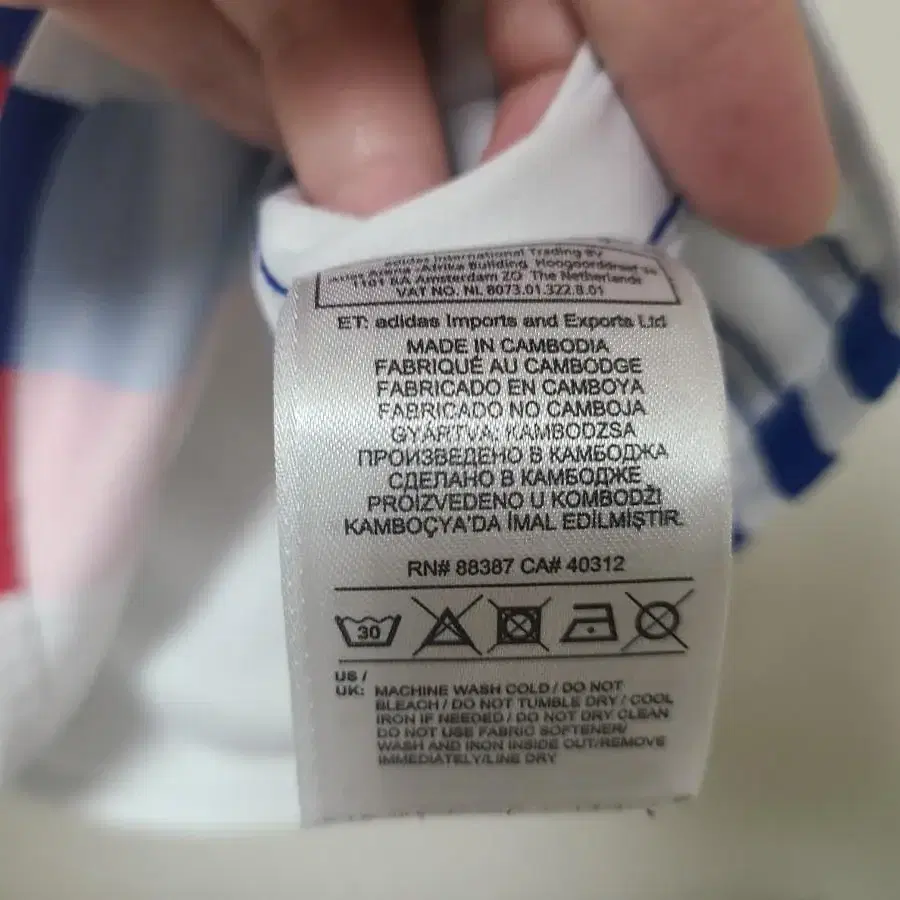 adidas International Trading BV
Hoogoorddreef 9a
1101 BA Amsterdam ZO The Netherlands
VAT NO. NL 8073.01.322.B.01
ET: adidas Imports and Exports Ltd
MADE IN CAMBODIA
FABRIQUÉ AU CAMBODGE
FABRICADO EN CAMBOYA
FABRICADO NO CAMBOJA
GYÁRTVA: KAMBODZSA
ПРОИЗВЕДЕНО В КАМБОДЖА
СДЕЛАНО В КАМБОДЖЕ
PROIZVEDENO U KOMBODŽI
KAMBOÇYA'DA İMAL EDİLMİŞTİR.
RN# 88387 CA# 40312
30
US /
UK: MACHINE WASH COLD / DO NOT
BLEACH / DO NOT TUMBLE DRY / COOL
IRON IF NEEDED / DO NOT DRY CLEAN
DO NOT USE FABRIC SOFTENER/
WASH AND IRON INSIDE OUT/REMOVE
IMMEDIATELY/LINE DRY